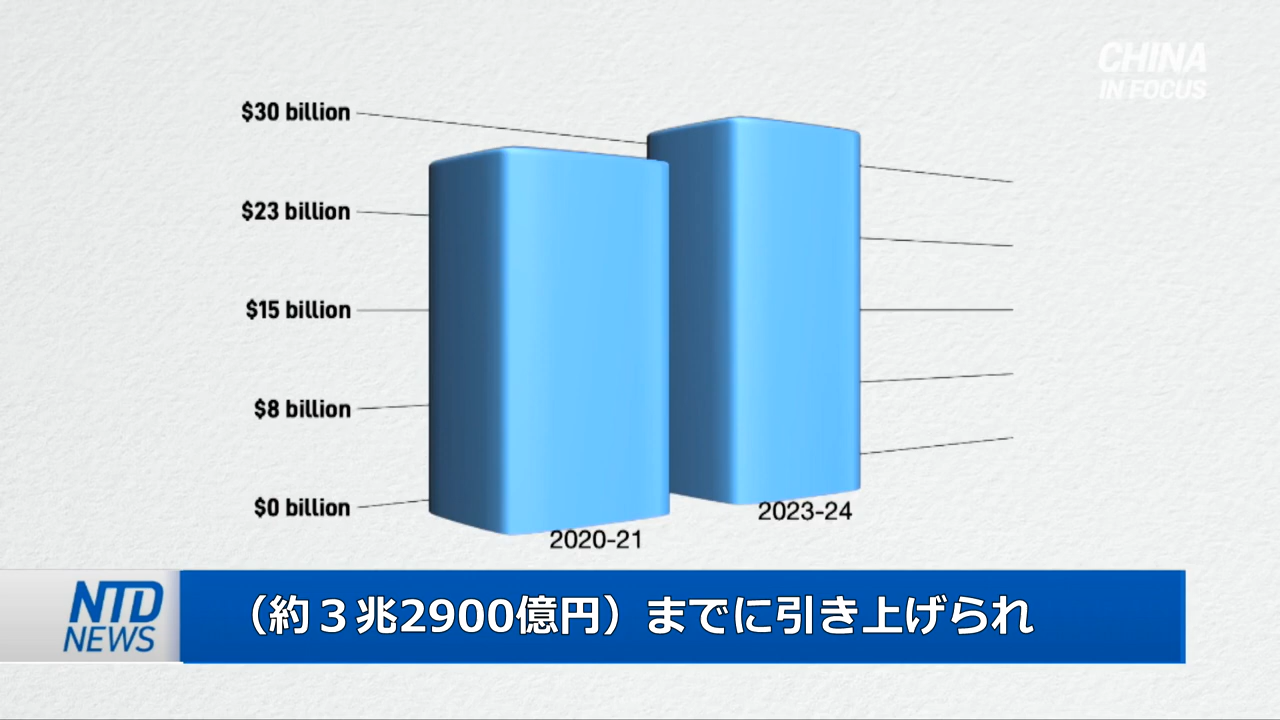 CHINA
IN FOCUS
$30 billion
$23 billion
$15 billion
$8 billion
$0 billion
2020-21
2023-24
NTD
NEWS
（約３兆2900億円）までに引き上げられ